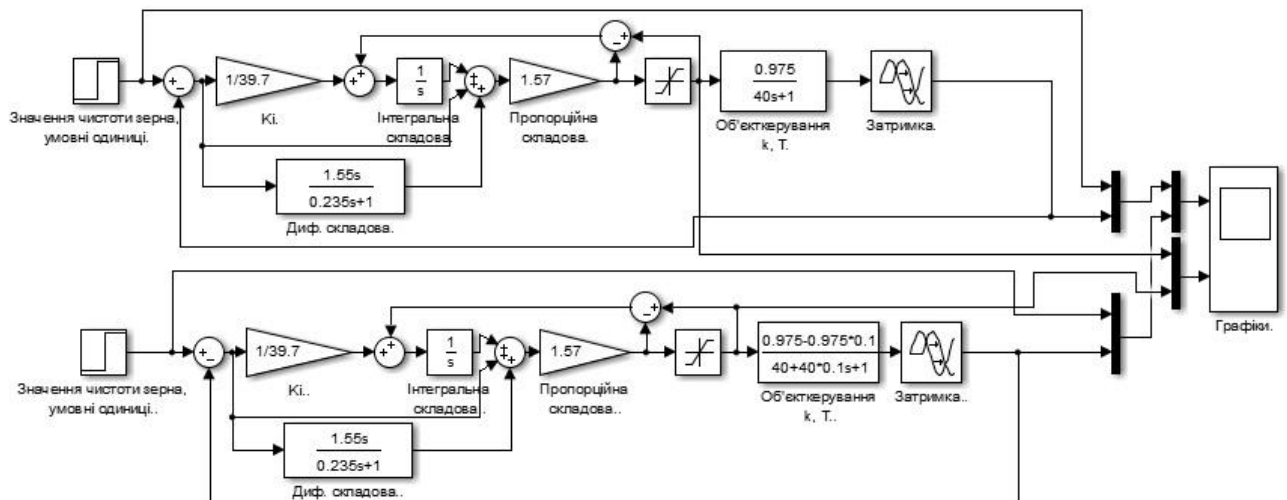 1/39.7
Ki.
1
s
Інтегральна
складова.
1.57
Пропорційна
складова.
0.975
40s+1
Об'єкткерування
k, T.
Затримка.
Значення чистоти зерна,
умовні одиниці.
1.55s
0.235s+1
Диф. складова.
Графіки.
1/39.7
Ki..
1
s
Інтегральна
складова..
1.57
Пропорційна
складова..
0.975-0.975*0.1
40+40*0.1s+1
Об'єкткерування
k, T..
Затримка..
Значення чистоти зерна,
умовні одиниці..
1.55s
0.235s+1
Диф. складова..